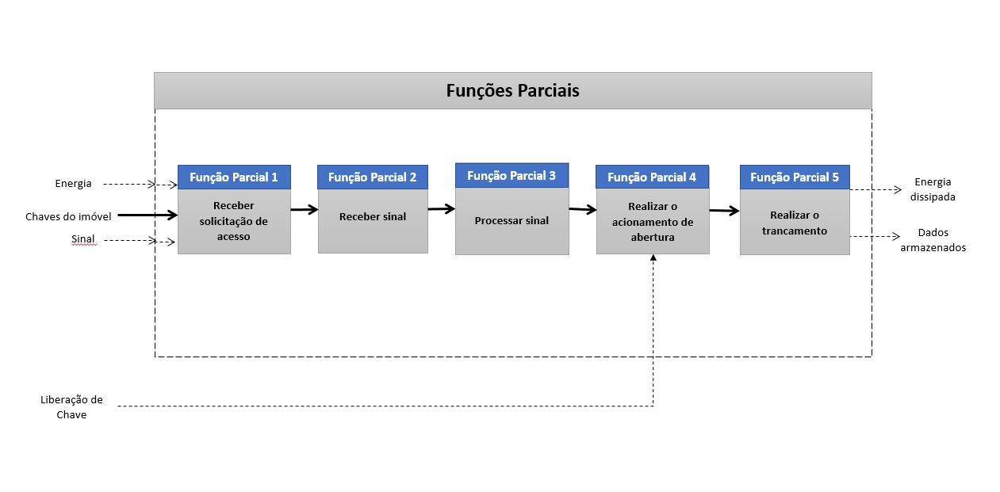 Funções Parciais
Energia
Chaves do imóvel
Sinal
Função Parcial 1
Receber
solicitação de
acesso
Função Parcial 2
Receber sinal
Função Parcial 3
Processar sinal
Função Parcial 4
Realizar o
acionamento de
abertura
Função Parcial 5
Realizar o
trancamento
Energia
dissipada
Dados
armazenados
Liberação de
Chave